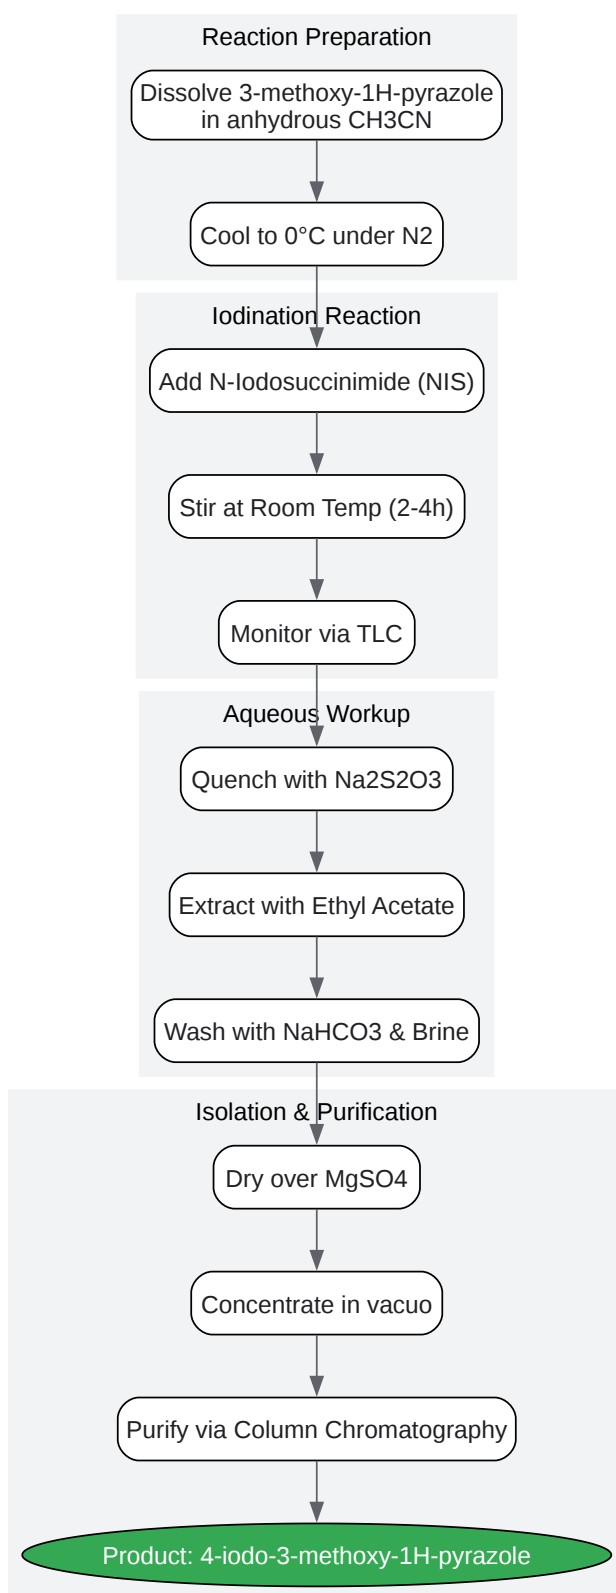 Reaction Preparation
Dissolve 3-methoxy-1H-pyrazole
in anhydrous CH3CN
Cool to 0°C under N2
Iodination Reaction
Add N-Iodosuccinimide (NIS)
Stir at Room Temp (2-4h)
Monitor via TLC
Aqueous Workup
Quench with Na2S2O3
Extract with Ethyl Acetate
Wash with NaHCO3 & Brine
Isolation & Purification
Dry over MgSO4
Concentrate in vacuo
Purify via Column Chromatography
Product: 4-iodo-3-methoxy-1H-pyrazole